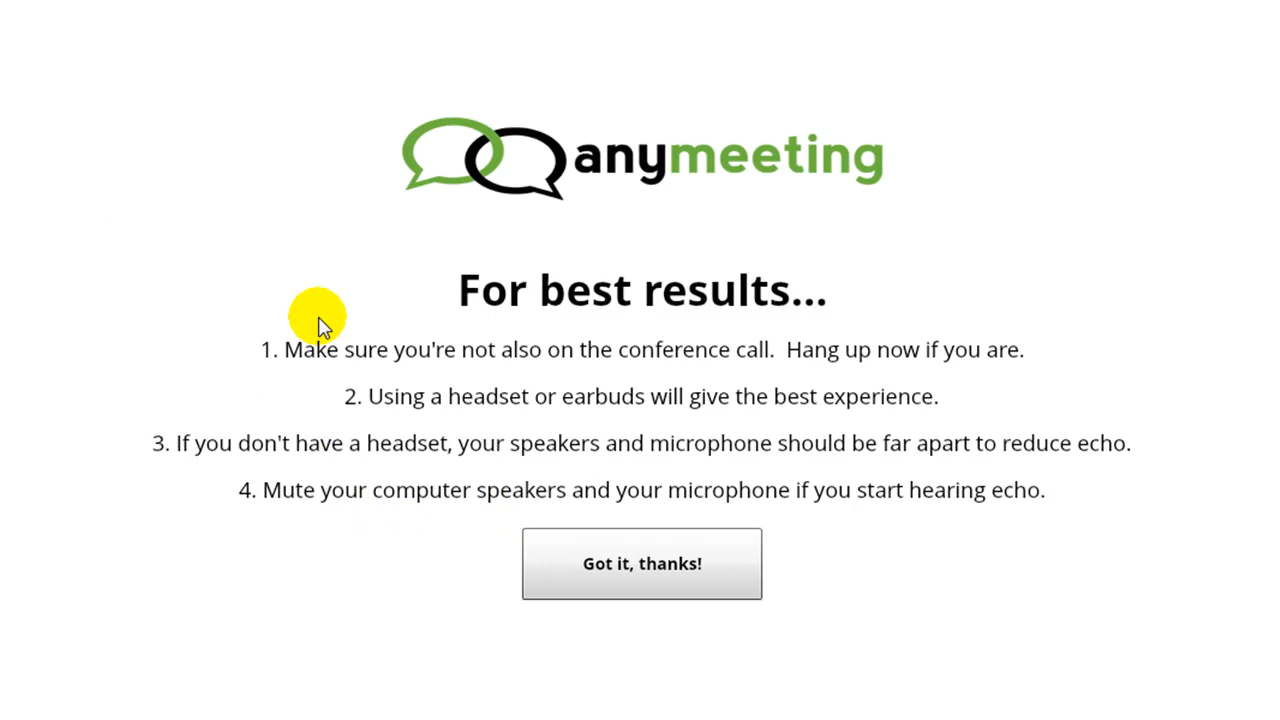 anymeeting
For best results...
1. Make sure you're not also on the conference call.  Hang up now if you are.
2. Using a headset or earbuds will give the best experience.
3. If you don't have a headset, your speakers and microphone should be far apart to reduce echo.
4. Mute your computer speakers and your microphone if you start hearing echo.
Got it, thanks!